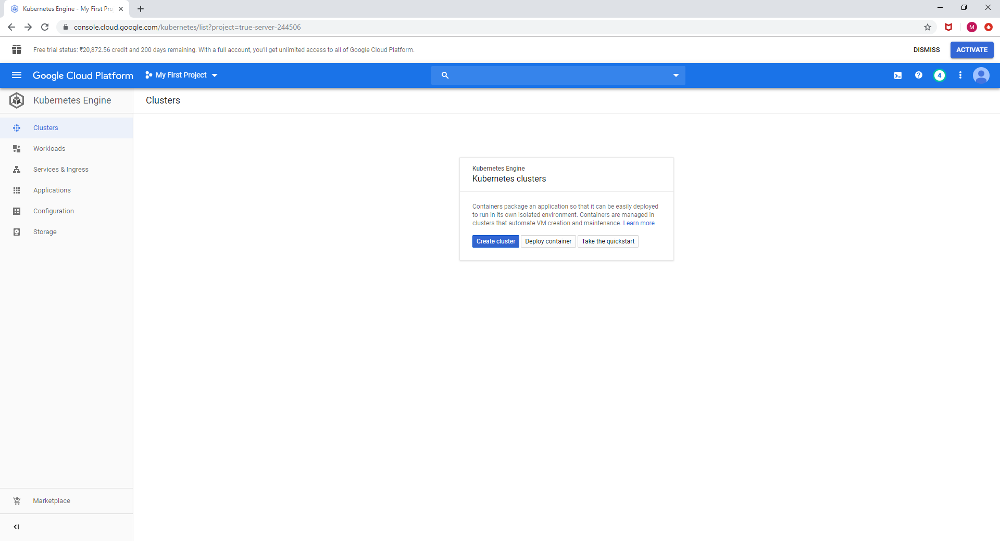 Kubernetes Engine - My First Pro
console.cloud.google.com/kubernetes/list?project=true-server-244506
M
Free trial status: ₹20,872.56 credit and 200 days remaining. With a full account, you'll get unlimited access to all of Google Cloud Platform.
DISMISS
ACTIVATE
Google Cloud Platform
My First Project
4
Kubernetes Engine
Clusters
Clusters
Workloads
Services & Ingress
Applications
Configuration
Storage
Kubernetes Engine
Kubernetes clusters
Containers package an application so that it can be easily deployed
to run in its own isolated environment. Containers are managed in
clusters that automate VM creation and maintenance. Learn more
Create cluster
Deploy container
Take the quickstart
Marketplace